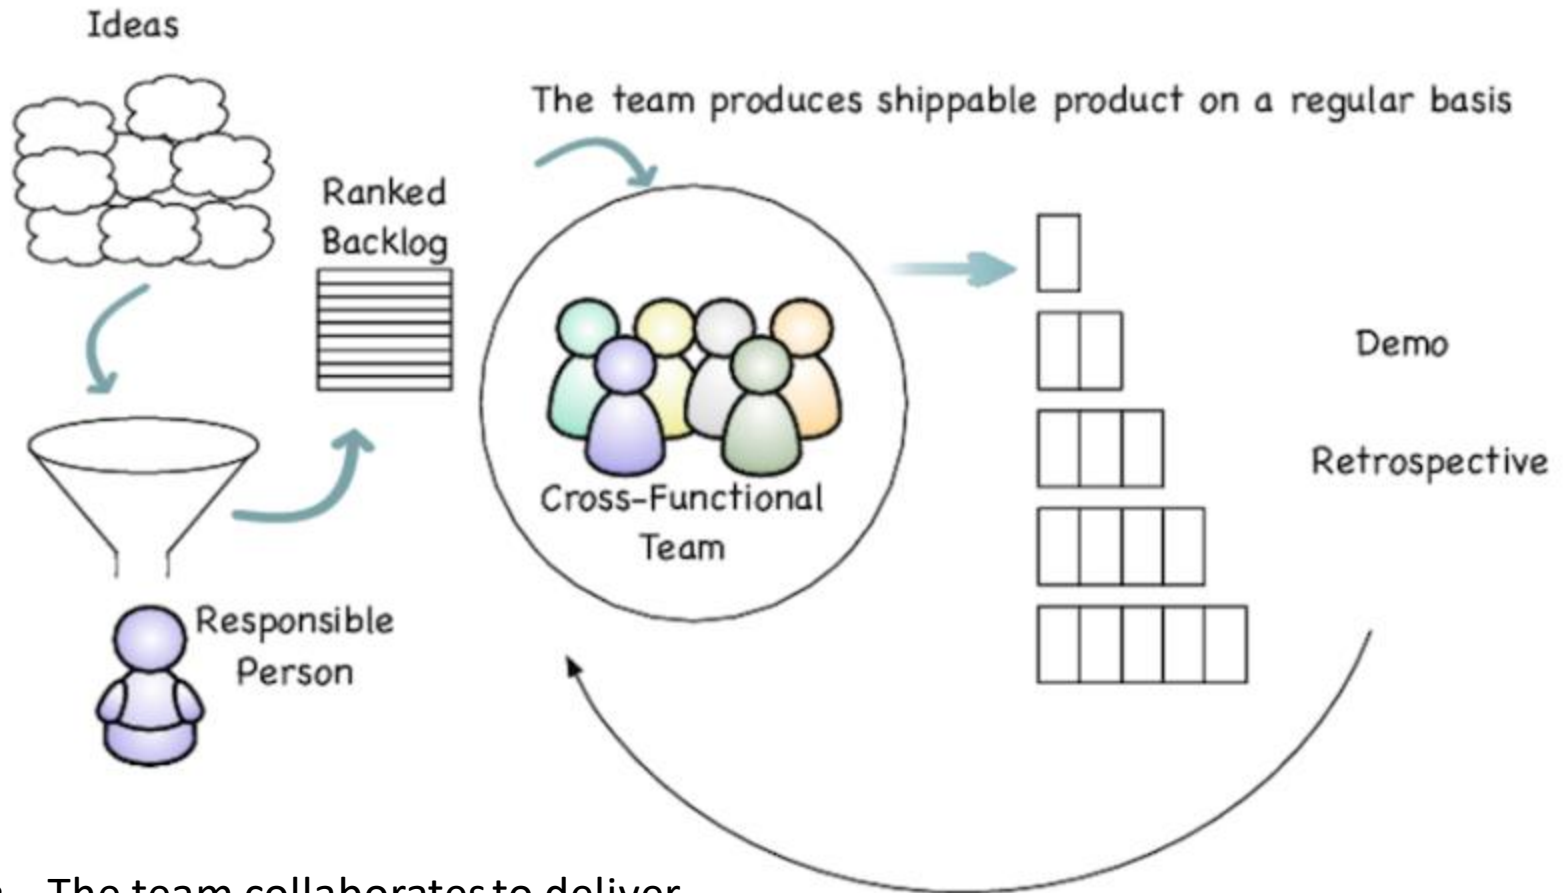 Ideas
The team produces shippable product on a regular basis
Ranked
Backlog
Demo
Retrospective
Cross-Functional
Team
Responsible
Person
The team collaborates to deliver